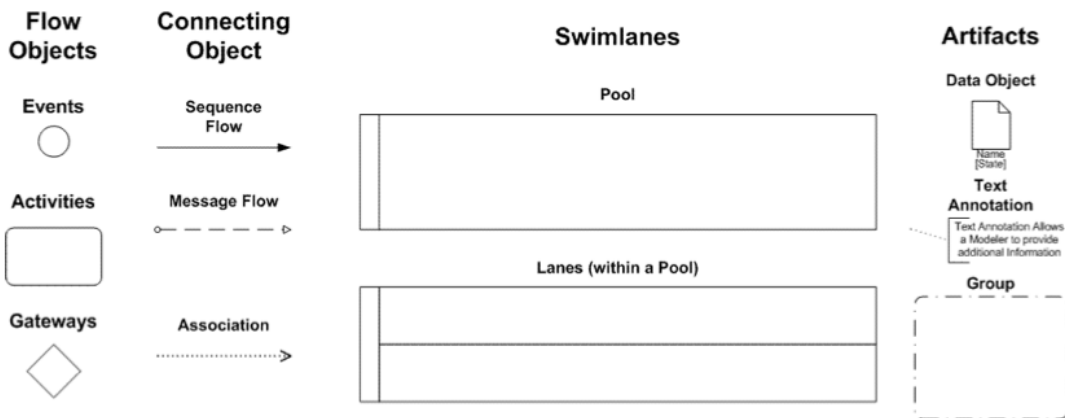 Flow
Objects
Events
Activities
Gateways
Connecting
Object
Sequence
Flow
Message Flow
Association
Swimlanes
Pool
Lanes (within a Pool)
Artifacts
Data Object
Name
[State]
Text
Annotation
Text Annotation Allows
a Modeler to provide
additional Information
Group